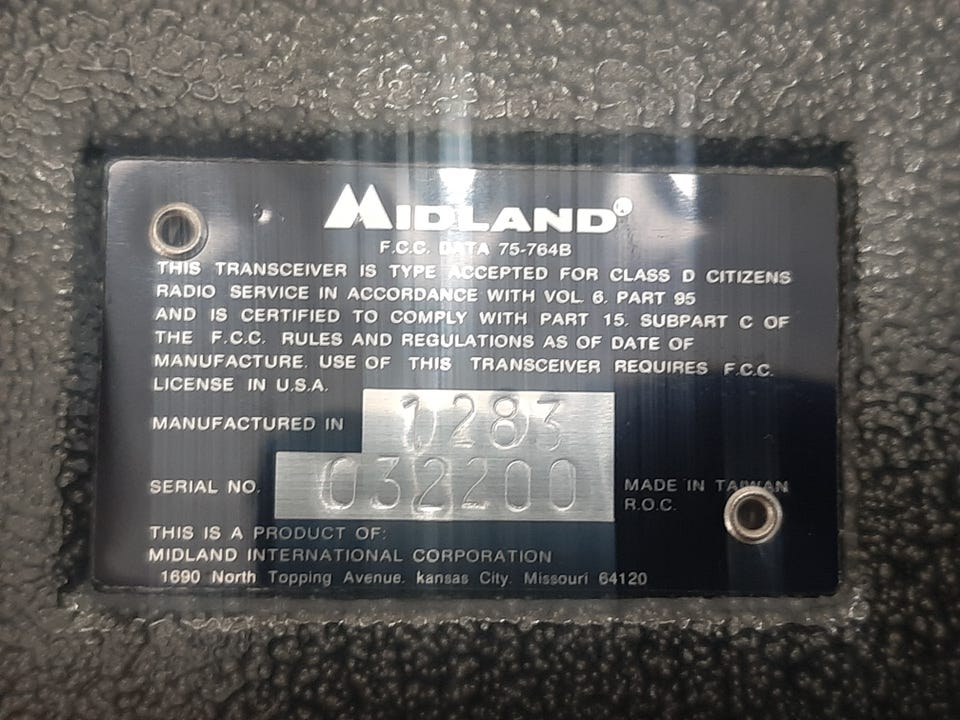 MIDLAND®
F.C.C. DATA 75-764B
THIS TRANSCEIVER IS TYPE ACCEPTED FOR CLASS D CITIZENS
RADIO SERVICE IN ACCORDANCE WITH VOL. 6. PART 95
AND IS CERTIFIED TO COMPLY WITH PART 15. SUBPART C OF
THE F.C.C. RULES AND REGULATIONS AS OF DATE OF
MANUFACTURE. USE OF THIS TRANSCEIVER REQUIRES F.C.C.
LICENSE IN U.S.A.
MANUFACTURED IN 1283
SERIAL NO. 032200
MADE IN TAIWAN
R.O.C.
THIS IS A PRODUCT OF:
MIDLAND INTERNATIONAL CORPORATION
1690 North Topping Avenue. kansas City. Missouri 64120